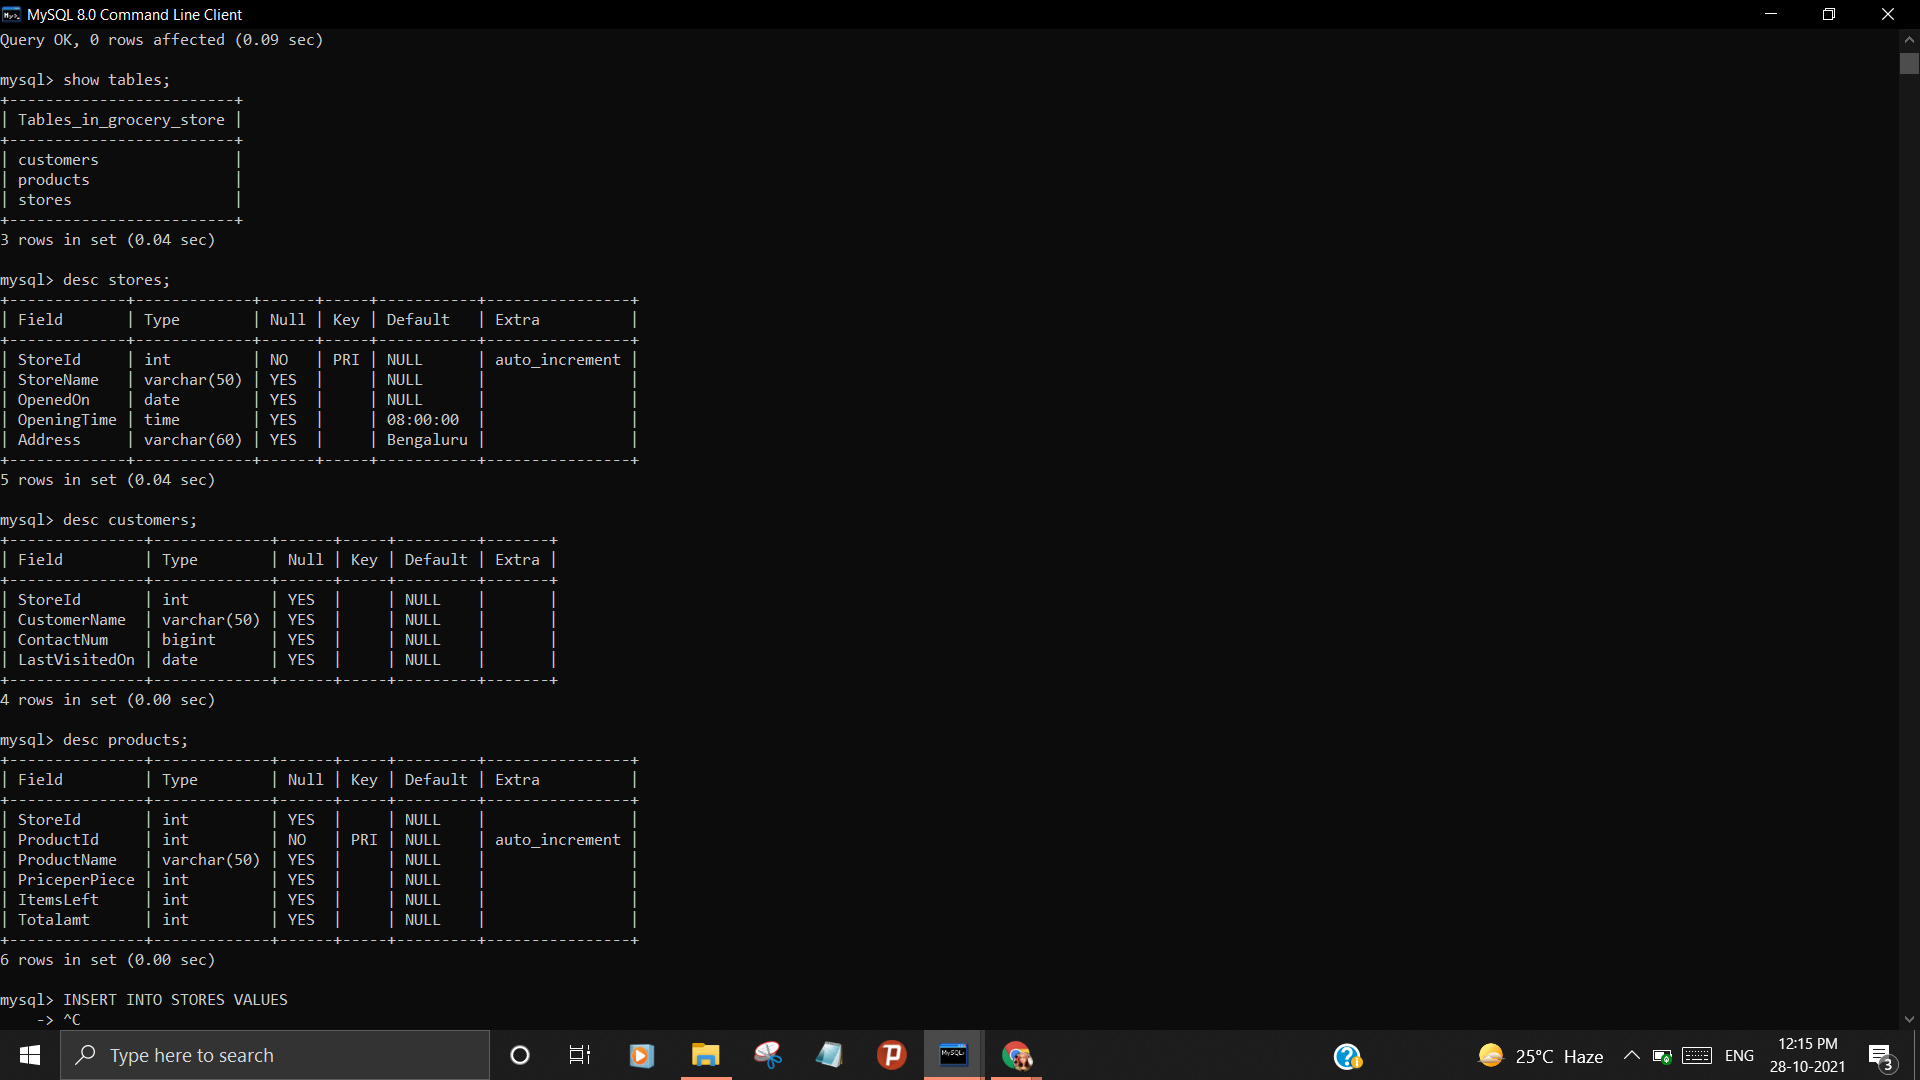 MySQL 8.0 Command Line Client
Query OK, 0 rows affected (0.09 sec)
mysql> show tables;
+-------------------------+
| Tables_in_grocery_store |
+-------------------------+
| customers               |
| products                |
| stores                  |
+-------------------------+
3 rows in set (0.04 sec)
mysql> desc stores;
+-------------+-------------+------+-----+-----------+----------------+
| Field       | Type        | Null | Key | Default   | Extra          |
+-------------+-------------+------+-----+-----------+----------------+
| StoreId     | int         | NO   | PRI | NULL      | auto_increment |
| StoreName   | varchar(50) | YES  |     | NULL      |                |
| OpenedOn    | date        | YES  |     | NULL      |                |
| OpeningTime | time        | YES  |     | 08:00:00  |                |
| Address     | varchar(60) | YES  |     | Bengaluru |                |
+-------------+-------------+------+-----+-----------+----------------+
5 rows in set (0.04 sec)
mysql> desc customers;
+---------------+-------------+------+-----+---------+-------+
| Field         | Type        | Null | Key | Default | Extra |
+---------------+-------------+------+-----+---------+-------+
| StoreId       | int         | YES  |     | NULL    |       |
| CustomerName  | varchar(50) | YES  |     | NULL    |       |
| ContactNum    | bigint      | YES  |     | NULL    |       |
| LastVisitedOn | date        | YES  |     | NULL    |       |
+---------------+-------------+------+-----+---------+-------+
4 rows in set (0.00 sec)
mysql> desc products;
+---------------+-------------+------+-----+---------+----------------+
| Field         | Type        | Null | Key | Default | Extra          |
+---------------+-------------+------+-----+---------+----------------+
| StoreId       | int         | YES  |     | NULL    |                |
| ProductId     | int         | NO   | PRI | NULL    | auto_increment |
| ProductName   | varchar(50) | YES  |     | NULL    |                |
| PriceperPiece | int         | YES  |     | NULL    |                |
| ItemsLeft     | int         | YES  |     | NULL    |                |
| Totalamt      | int         | YES  |     | NULL    |                |
+---------------+-------------+------+-----+---------+----------------+
6 rows in set (0.00 sec)
mysql> INSERT INTO STORES VALUES
    -> ^C
Type here to search
25°C Haze
ENG
12:15 PM
28-10-2021
3